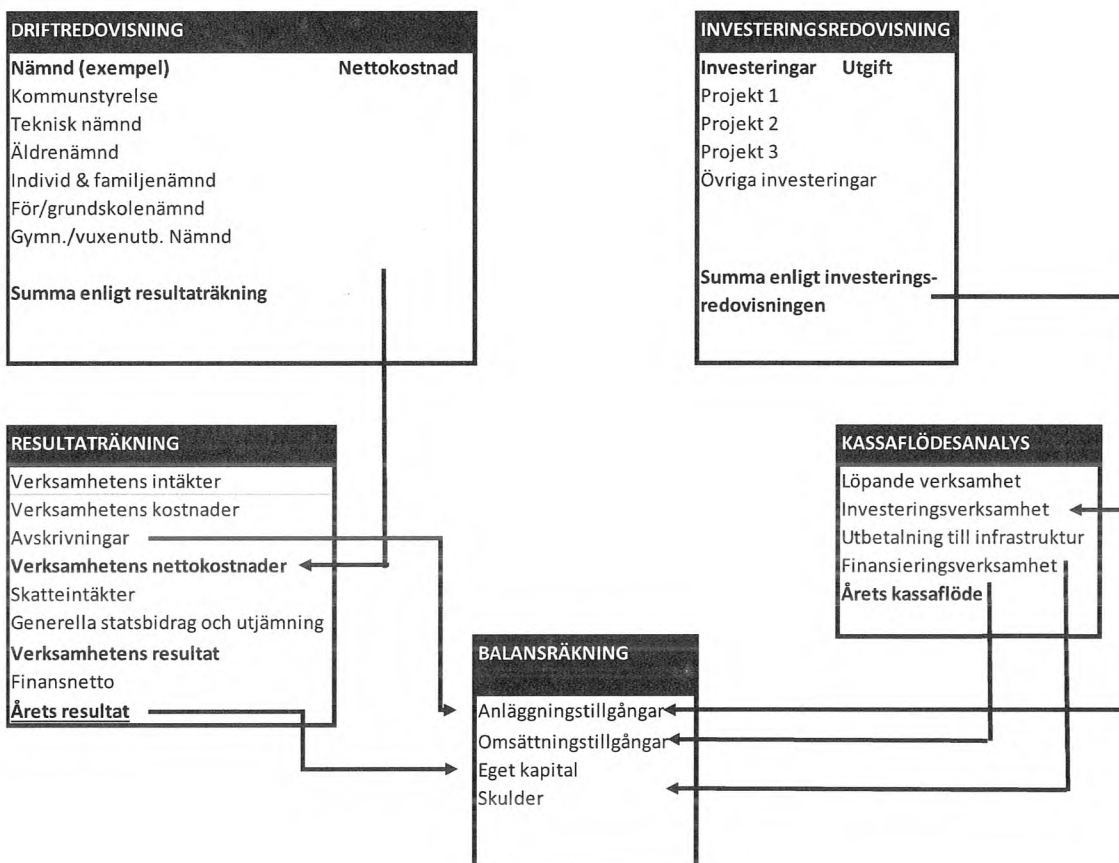 DRIFTREDOVISNING
Nämnd (exempel) Nettokostnad
Kommunstyrelse
Teknisk nämnd
Äldrenämnd
Individ & familjenämnd
För/grundskolenämnd
Gymn./vuxenutb. Nämnd
Summa enligt resultaträkning
INVESTERINGSREDOVISNING
Investeringar Utgift
Projekt 1
Projekt 2
Projekt 3
Övriga investeringar
Summa enligt investerings-
redovisningen
RESULTATRÄKNING
Verksamhetens intäkter
Verksamhetens kostnader
Avskrivningar
Verksamhetens nettokostnader
Skatteintäkter
Generella statsbidrag och utjämning
Verksamhetens resultat
Finansnetto
Årets resultat
KASSAFLÖDESANALYS
Löpande verksamhet
Investeringsverksamhet
Utbetalning till infrastruktur
Finansieringsverksamhet
Årets kassaflöde
BALANSRÄKNING
Anläggningstillgångar
Omsättningstillgångar
Eget kapital
Skulder